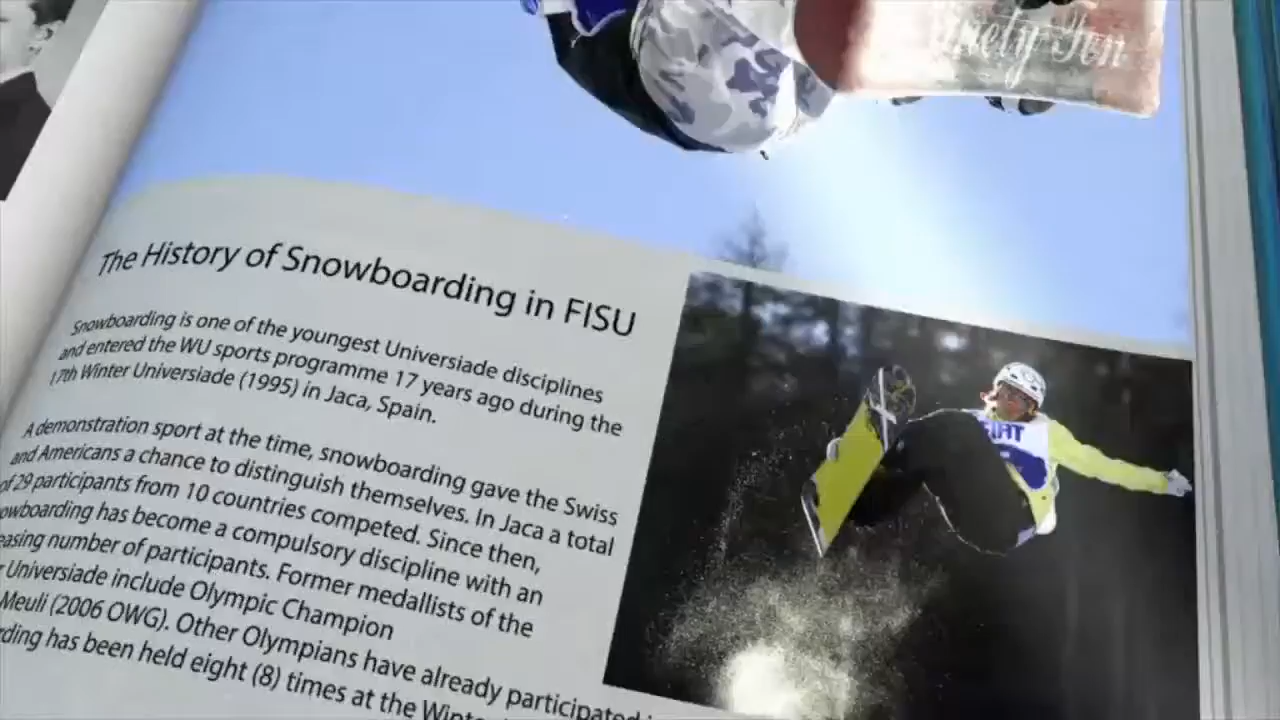 The History of Snowboarding in FISU
Snowboarding is one of the youngest Universiade disciplines
and entered the WU sports programme 17 years ago during the
17th Winter Universiade (1995) in Jaca, Spain.
A demonstration sport at the time, snowboarding gave the Swiss
and Americans a chance to distinguish themselves. In Jaca a total
of 29 participants from 10 countries competed. Since then,
has become a compulsory discipline with an
number of participants. Former medallists of the
Universiade include Olympic Champion
Meuli (2006 OWG). Other Olympians have already participated
has been held eight (8) times at the